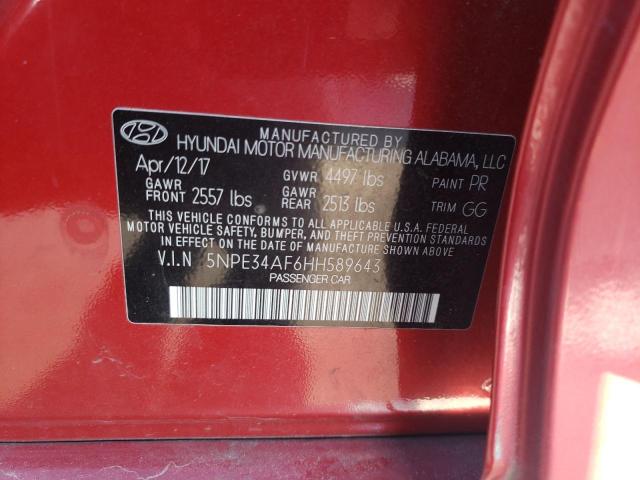 MANUFACTURED BY
HYUNDAI MOTOR MANUFACTURING ALABAMA, LLC
Apr/12/17 GVWR 4497 lbs PAINT PR
GAWR FRONT 2557 lbs GAWR REAR 2513 lbs TRIM GG
THIS VEHICLE CONFORMS TO ALL APPLICABLE U.S.A. FEDERAL
MOTOR VEHICLE SAFETY, BUMPER, AND THEFT PREVENTION STANDARDS
IN EFFECT ON THE DATE OF MANUFACTURE SHOWN ABOVE
V.I.N 5NPE34AF6HH589643
PASSENGER CAR